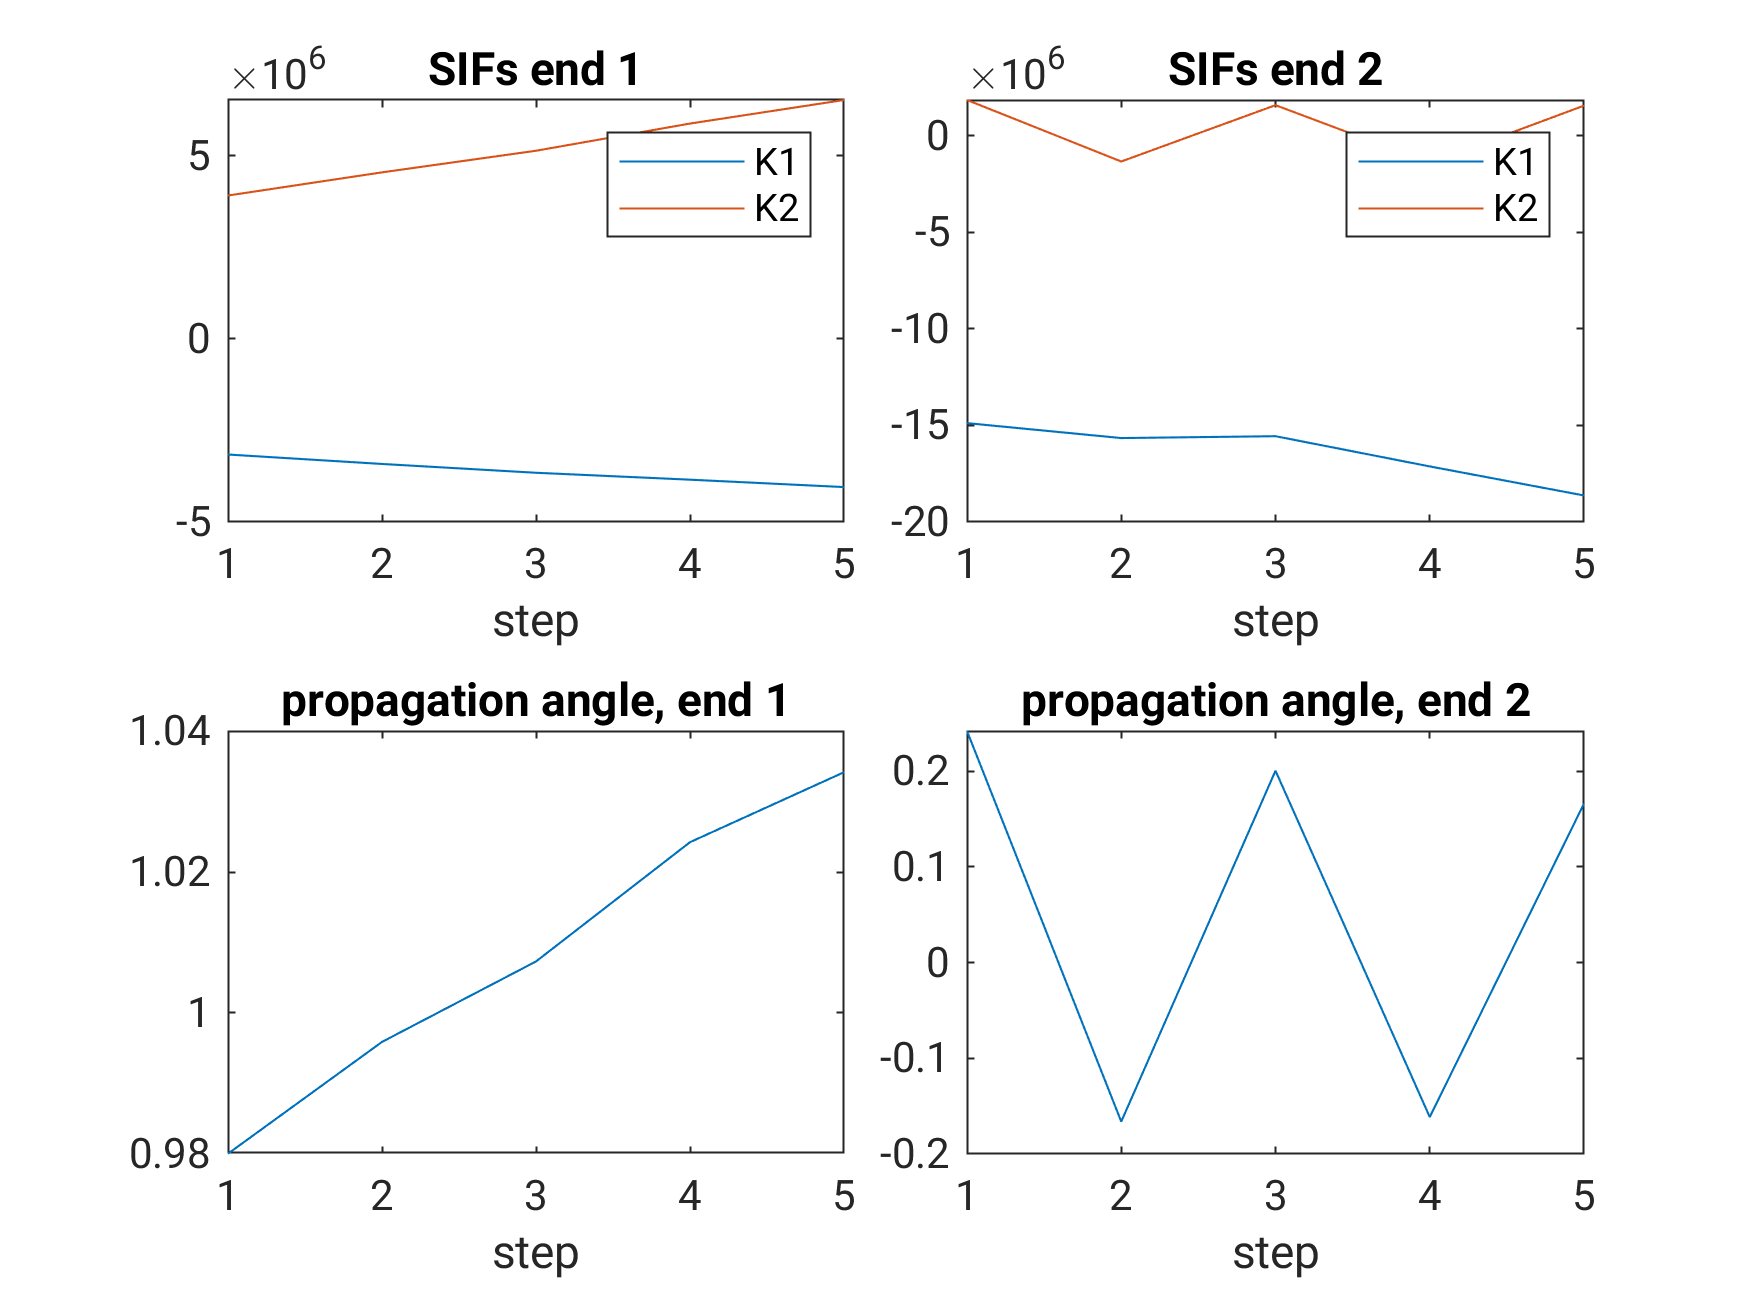 ×10^6
SIFs end 1
5
0
-5
K1
K2
1 2 3 4 5
step
×10^6
SIFs end 2
0
-5
-10
-15
-20
K1
K2
1 2 3 4 5
step
propagation angle, end 1
1.04
1.02
1
0.98
1 2 3 4 5
step
propagation angle, end 2
0.2
0.1
0
-0.1
-0.2
1 2 3 4 5
step